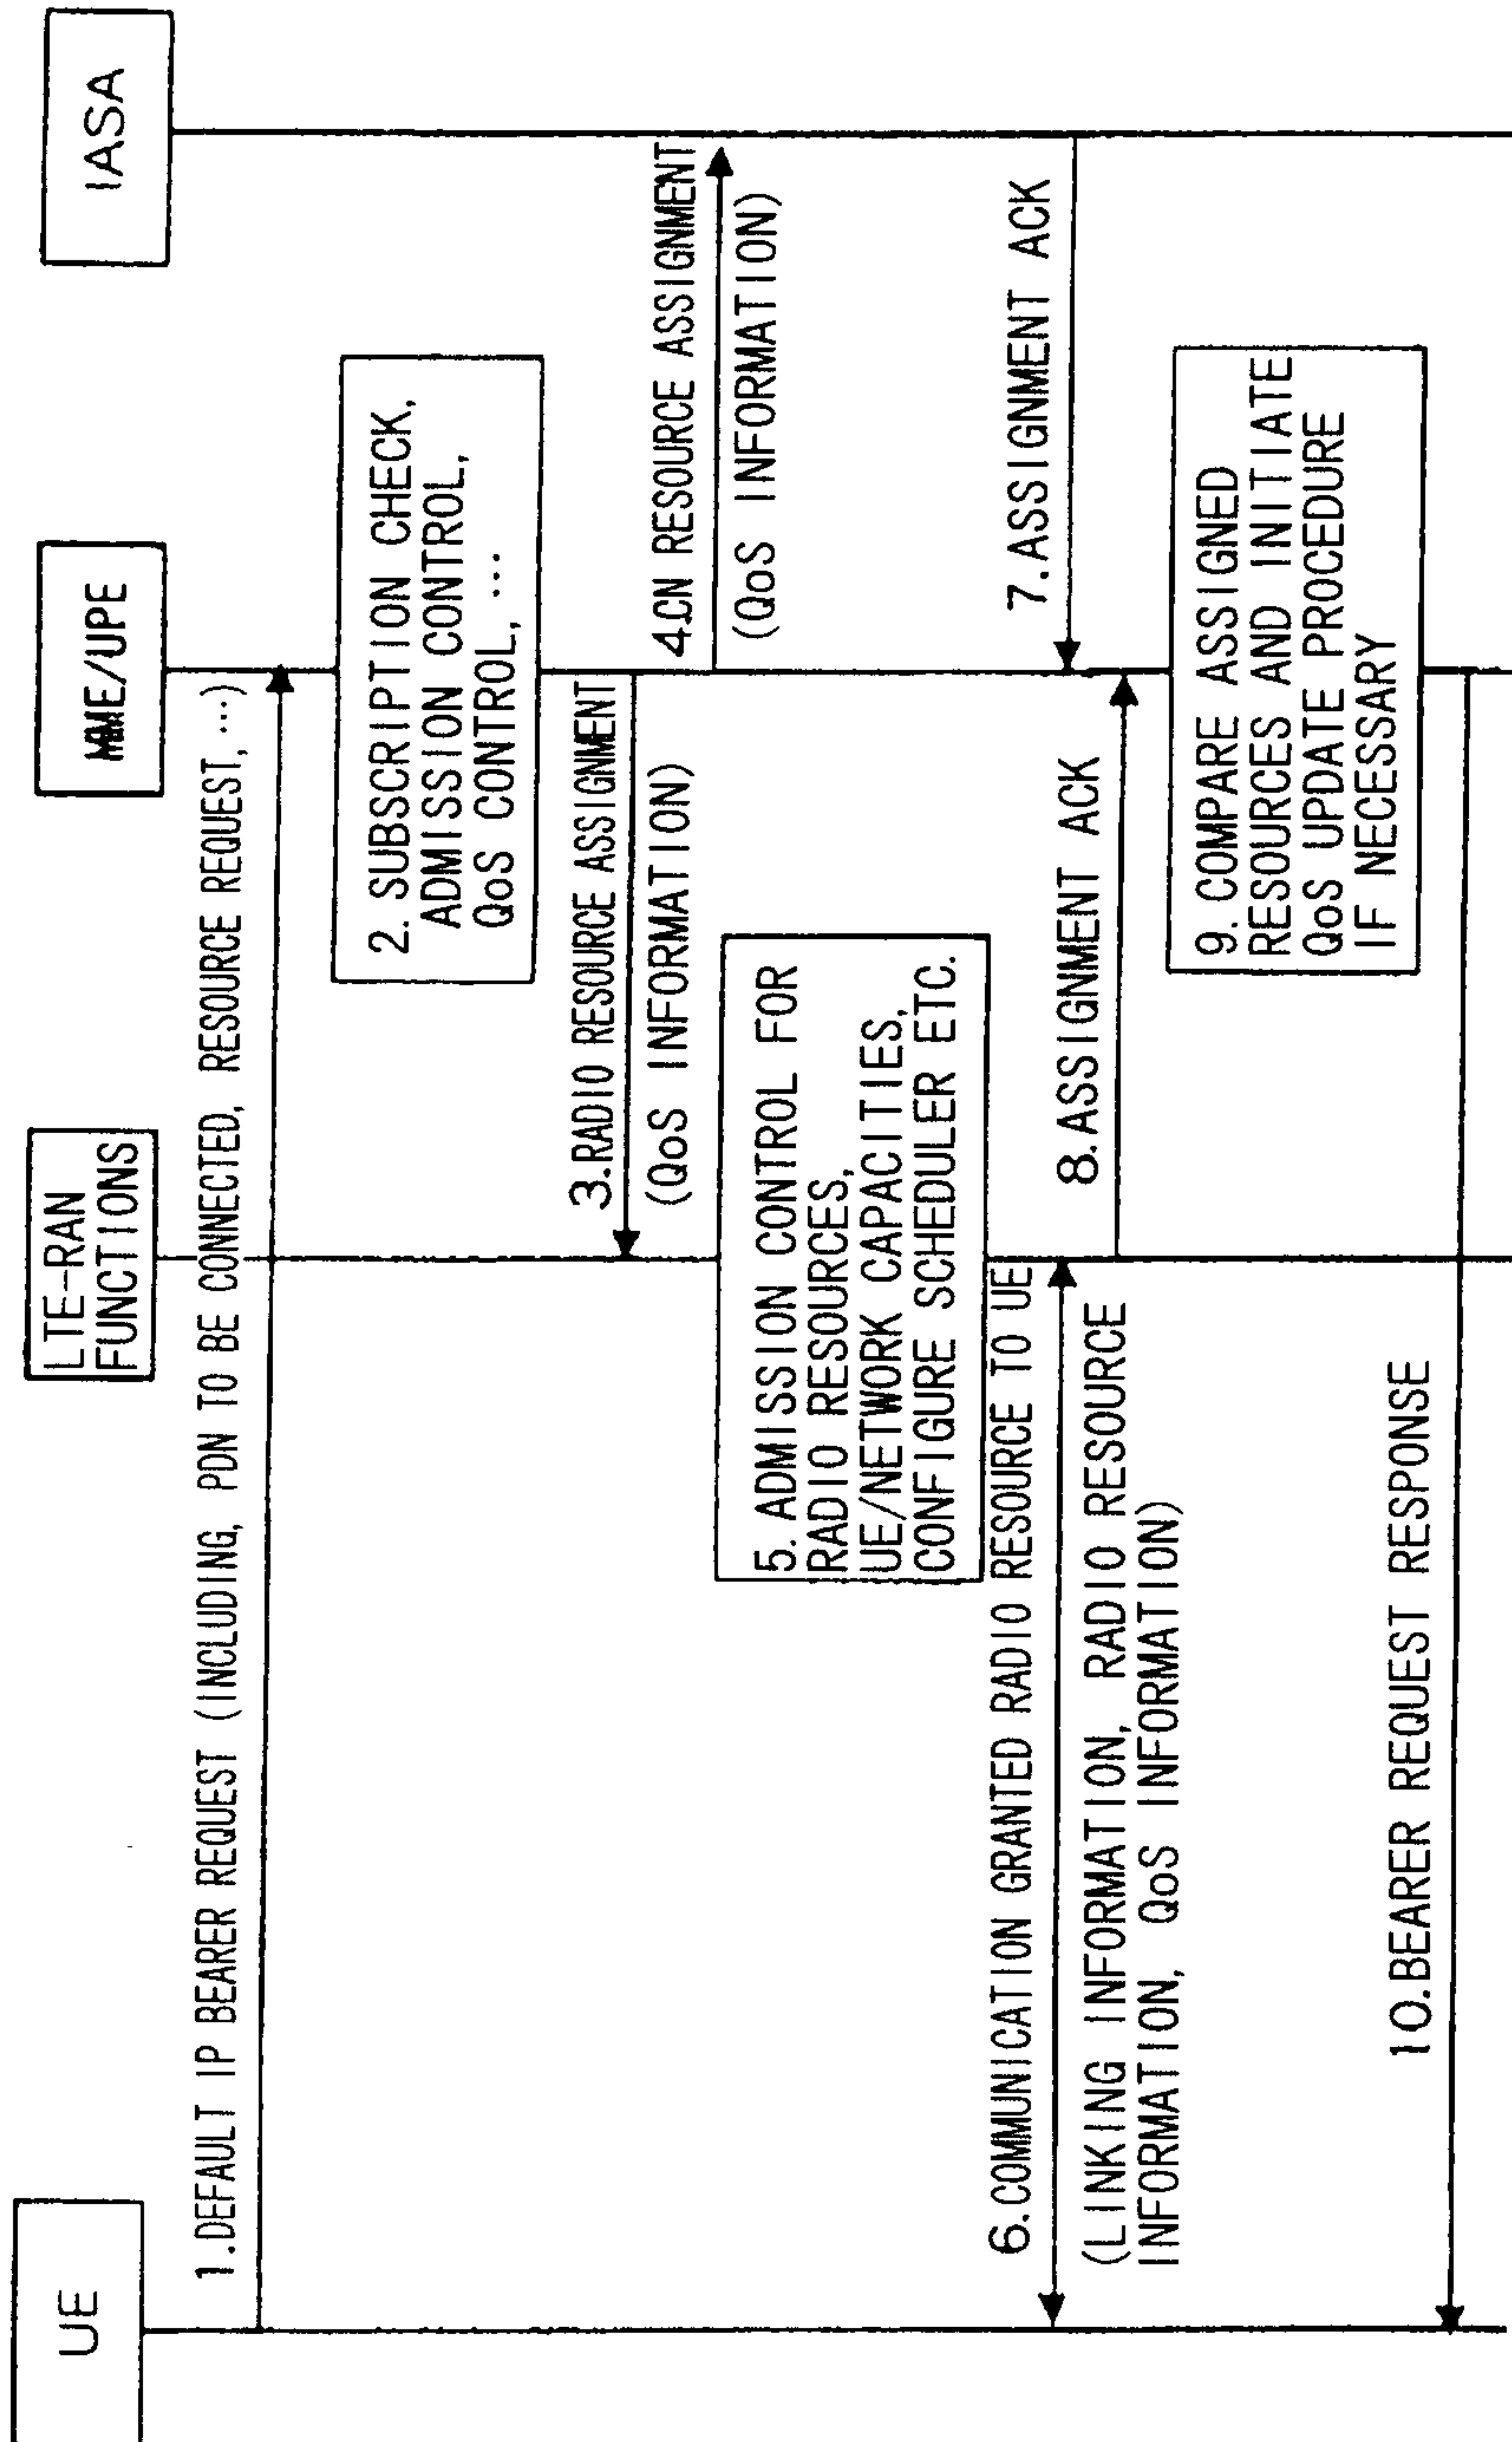 UE
LTE-RAN
FUNCTIONS
MME/UPE
IASA
1.DEFAULT IP BEARER REQUEST (INCLUDING, PDN TO BE CONNECTED, RESOURCE REQUEST, ···)
2. SUBSCRIPTION CHECK,
ADMISSION CONTROL,
QoS CONTROL, ···
3.RADIO RESOURCE ASSIGNMENT
(QoS INFORMATION)
4.CN RESOURCE ASSIGNMENT
(QoS INFORMATION)
5. ADMISSION CONTROL FOR
RADIO RESOURCES,
UE/NETWORK CAPACITIES,
CONFIGURE SCHEDULER ETC.
6.COMMUNICATION GRANTED RADIO RESOURCE TO UE
(LINKING INFORMATION, RADIO RESOURCE
INFORMATION, QoS INFORMATION)
7.ASSIGNMENT ACK
8.ASSIGNMENT ACK
9.COMPARE ASSIGNED
RESOURCES AND INITIATE
QoS UPDATE PROCEDURE
IF NECESSARY
10.BEARER REQUEST RESPONSE